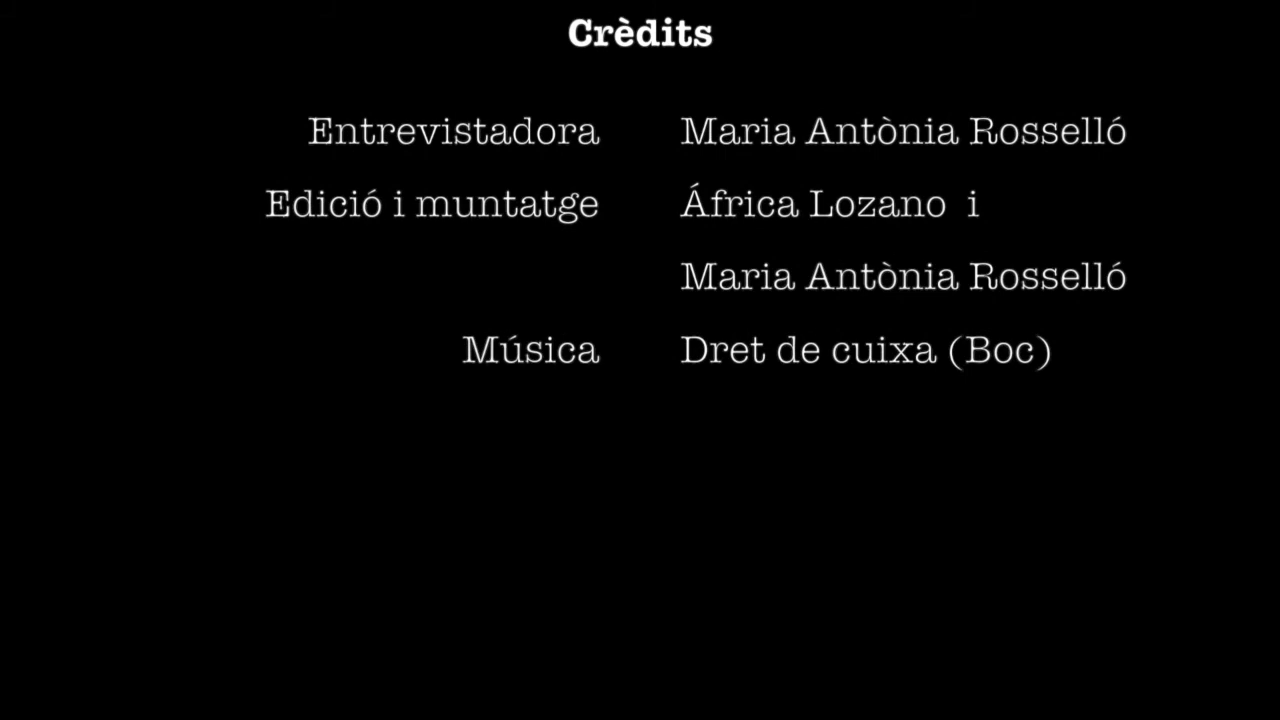 Crèdits
Entrevistadora Maria Antònia Rosselló
Edició i muntatge África Lozano i
Maria Antònia Rosselló
Música Dret de cuixa (Boc)